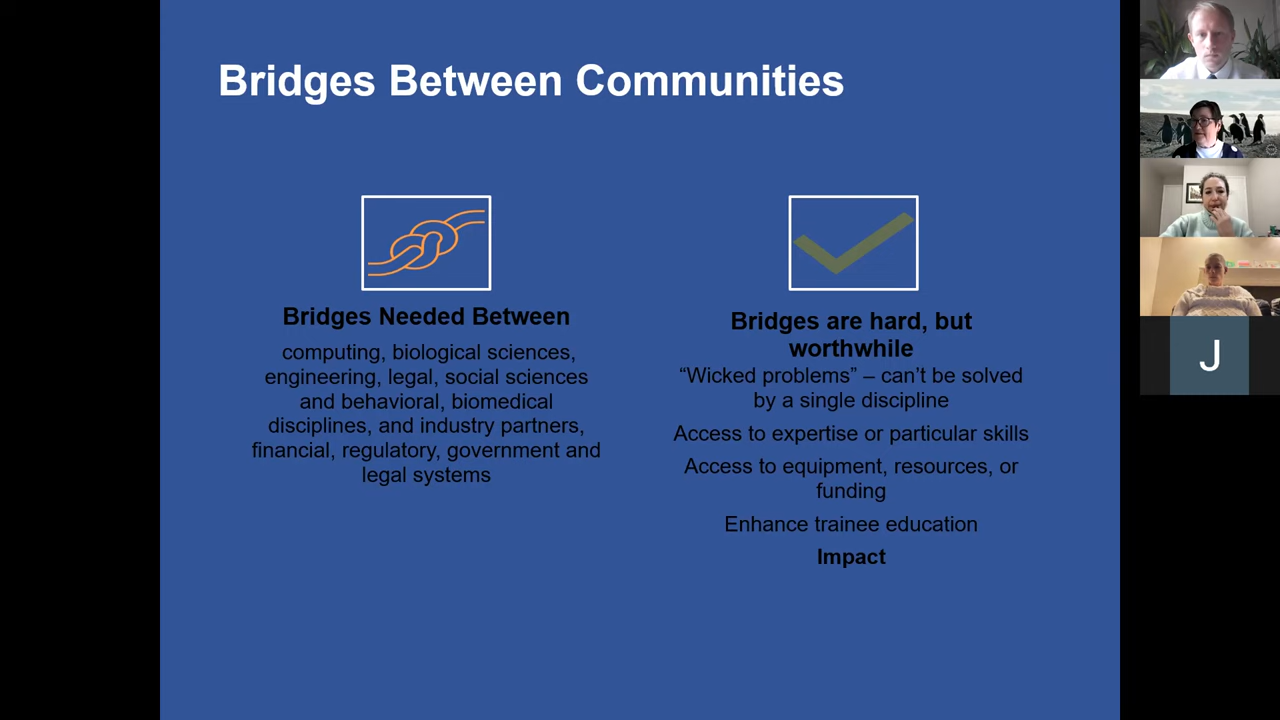 Bridges Between Communities
Bridges Needed Between
computing, biological sciences,
engineering, legal, social sciences
and behavioral, biomedical
disciplines, and industry partners,
financial, regulatory, government and
legal systems
Bridges are hard, but
worthwhile
“Wicked problems” – can’t be solved
by a single discipline
Access to expertise or particular skills
Access to equipment, resources, or
funding
Enhance trainee education
Impact
J